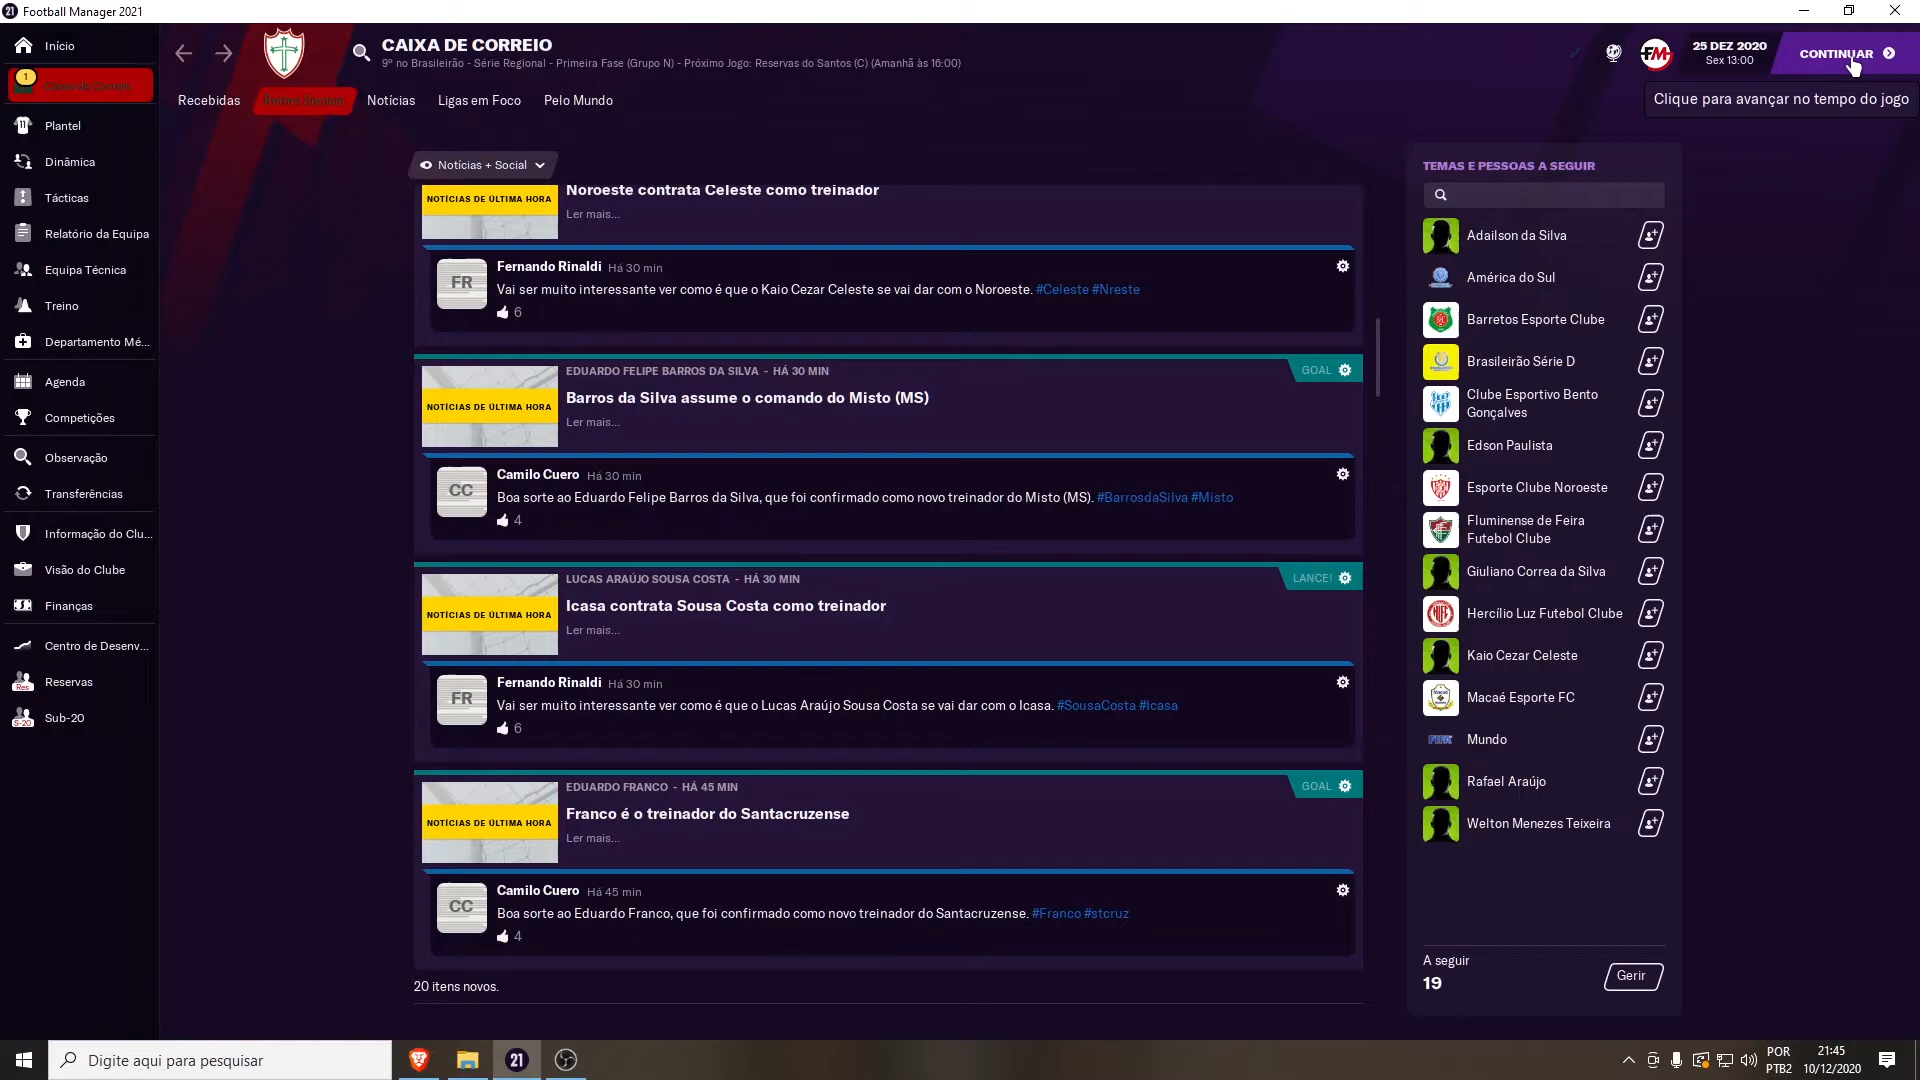 Football Manager 2021
Início
CAIXA DE CORREIO
9º no Brasileirão - Série Regional - Primeira Fase (Grupo N) - Próximo Jogo: Reservas do Santos (C) (Amanhã às 16:00)
25 DEZ 2020
Sex 13:00
CONTINUAR
Clique para avançar no tempo do jogo
1
Caixa de Correio
Recebidas
Notícias
Ligas em Foco
Pelo Mundo
Plantel
Dinâmica
Tácticas
Relatório da Equipa
Equipa Técnica
Treino
Departamento Mé...
Agenda
Competições
Observação
Transferências
Informação do Clu...
Visão do Clube
Finanças
Centro de Desenv...
Res
Reservas
S-20
Sub-20
Notícias + Social
NOTÍCIAS DE ÚLTIMA HORA
Noroeste contrata Celeste como treinador
Ler mais...
FR
Fernando Rinaldi Há 30 min
Vai ser muito interessante ver como é que o Kaio Cezar Celeste se vai dar com o Noroeste. #Celeste #Nreste
6
EDUARDO FELIPE BARROS DA SILVA - HÁ 30 MIN
GOAL
NOTÍCIAS DE ÚLTIMA HORA
Barros da Silva assume o comando do Misto (MS)
Ler mais...
CC
Camilo Cuero Há 30 min
Boa sorte ao Eduardo Felipe Barros da Silva, que foi confirmado como novo treinador do Misto (MS). #BarrosdaSilva #Misto
4
LUCAS ARAÚJO SOUSA COSTA - HÁ 30 MIN
LANCE!
NOTÍCIAS DE ÚLTIMA HORA
Icasa contrata Sousa Costa como treinador
Ler mais...
FR
Fernando Rinaldi Há 30 min
Vai ser muito interessante ver como é que o Lucas Araújo Sousa Costa se vai dar com o Icasa. #SousaCosta #Icasa
6
EDUARDO FRANCO - HÁ 45 MIN
GOAL
NOTÍCIAS DE ÚLTIMA HORA
Franco é o treinador do Santacruzense
Ler mais...
CC
Camilo Cuero Há 45 min
Boa sorte ao Eduardo Franco, que foi confirmado como novo treinador do Santacruzense. #Franco #stcruz
4
20 itens novos.
TEMAS E PESSOAS A SEGUIR
Adailson da Silva
América do Sul
Barretos Esporte Clube
Brasileirão Série D
Clube Esportivo Bento
Gonçalves
Edson Paulista
Esporte Clube Noroeste
Fluminense de Feira
Futebol Clube
Giuliano Correa da Silva
Hercílio Luz Futebol Clube
Kaio Cezar Celeste
Macaé Esporte FC
FIFA
Mundo
Rafael Araújo
Welton Menezes Teixeira
A seguir
19
Gerir
Digite aqui para pesquisar
21
POR
PTB2
21:45
10/12/2020